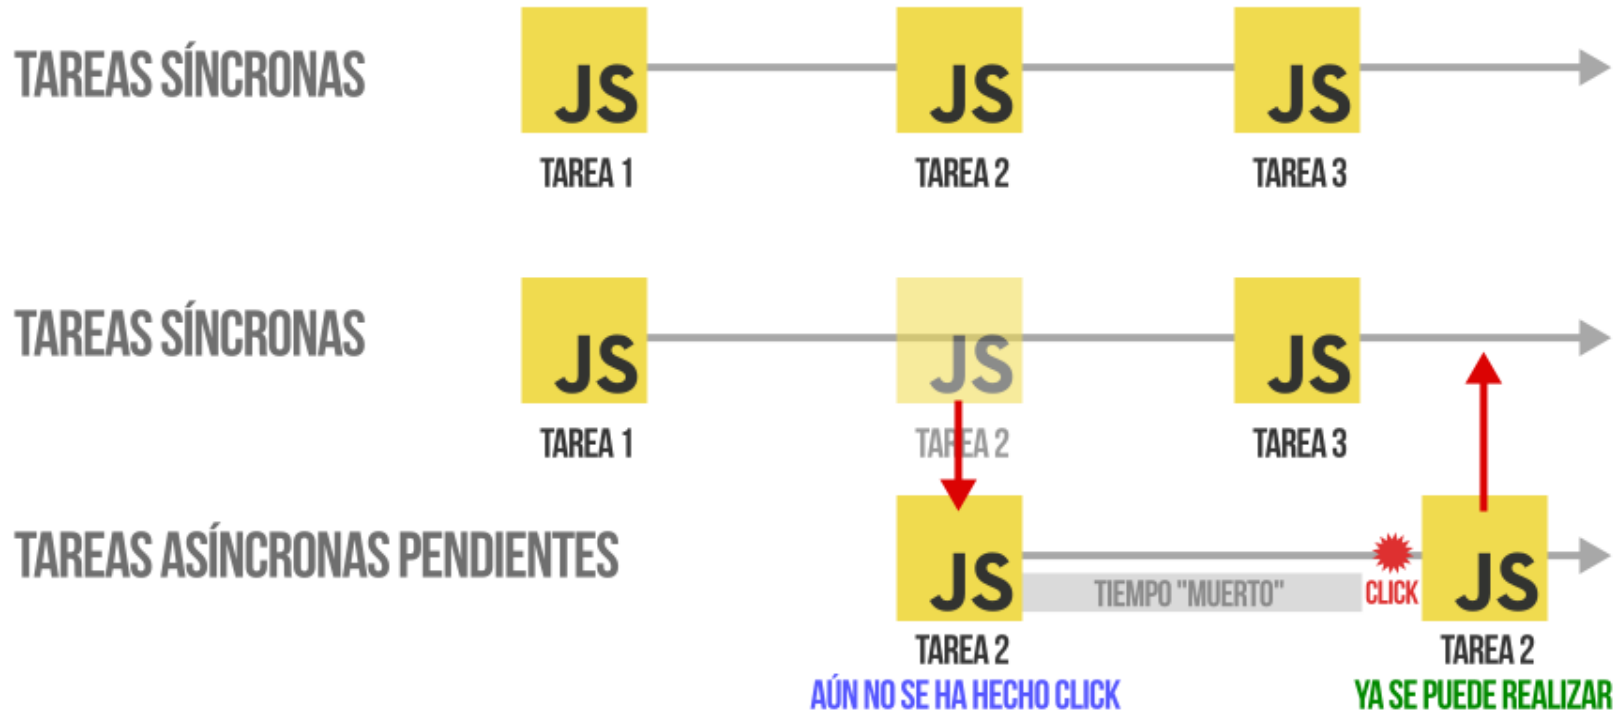 TAREAS SÍNCRONAS
JS
JS
JS
TAREA 1
TAREA 2
TAREA 3
TAREAS SÍNCRONAS
JS
JS
JS
TAREA 1
TAREA 2
TAREA 3
TAREAS ASÍNCRONAS PENDIENTES
JS
TIEMPO "MUERTO"
CLICK
JS
TAREA 2
TAREA 2
AÚN NO SE HA HECHO CLICK
YA SE PUEDE REALIZAR